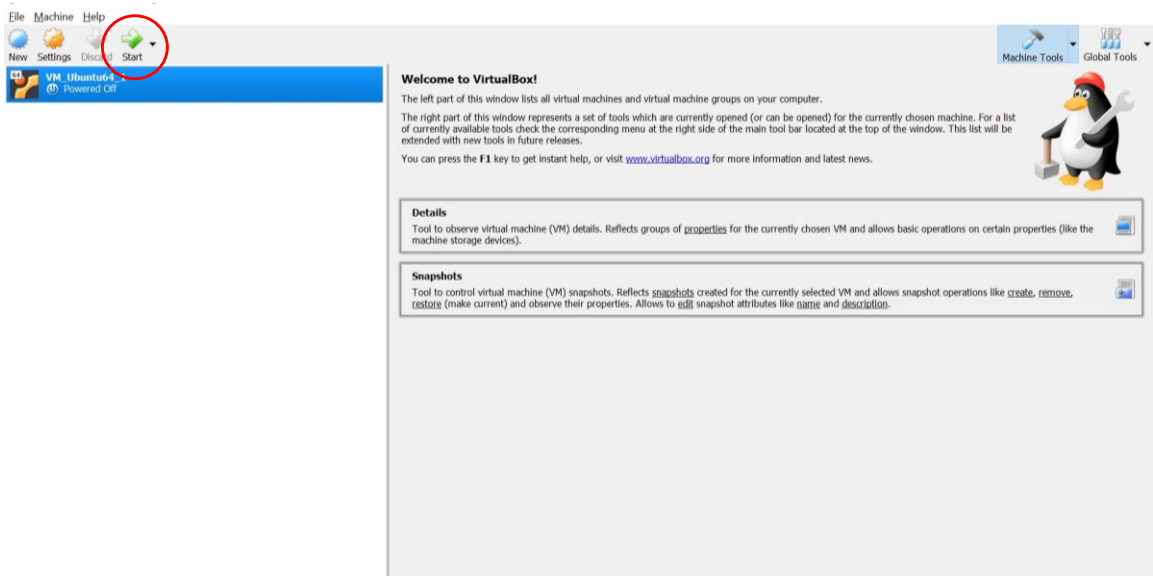 File Machine Help
New Settings Discard Start
Machine Tools Global Tools
64
VM_Ubuntu64_1
Powered Off
Welcome to VirtualBox!
The left part of this window lists all virtual machines and virtual machine groups on your computer.
The right part of this window represents a set of tools which are currently opened (or can be opened) for the currently chosen machine. For a list
of currently available tools check the corresponding menu at the right side of the main tool bar located at the top of the window. This list will be
extended with new tools in future releases.
You can press the F1 key to get instant help, or visit www.virtualbox.org for more information and latest news.
Details
Tool to observe virtual machine (VM) details. Reflects groups of properties for the currently chosen VM and allows basic operations on certain properties (like the
machine storage devices).
Snapshots
Tool to control virtual machine (VM) snapshots. Reflects snapshots created for the currently selected VM and allows snapshot operations like create, remove,
restore (make current) and observe their properties. Allows to edit snapshot attributes like name and description.